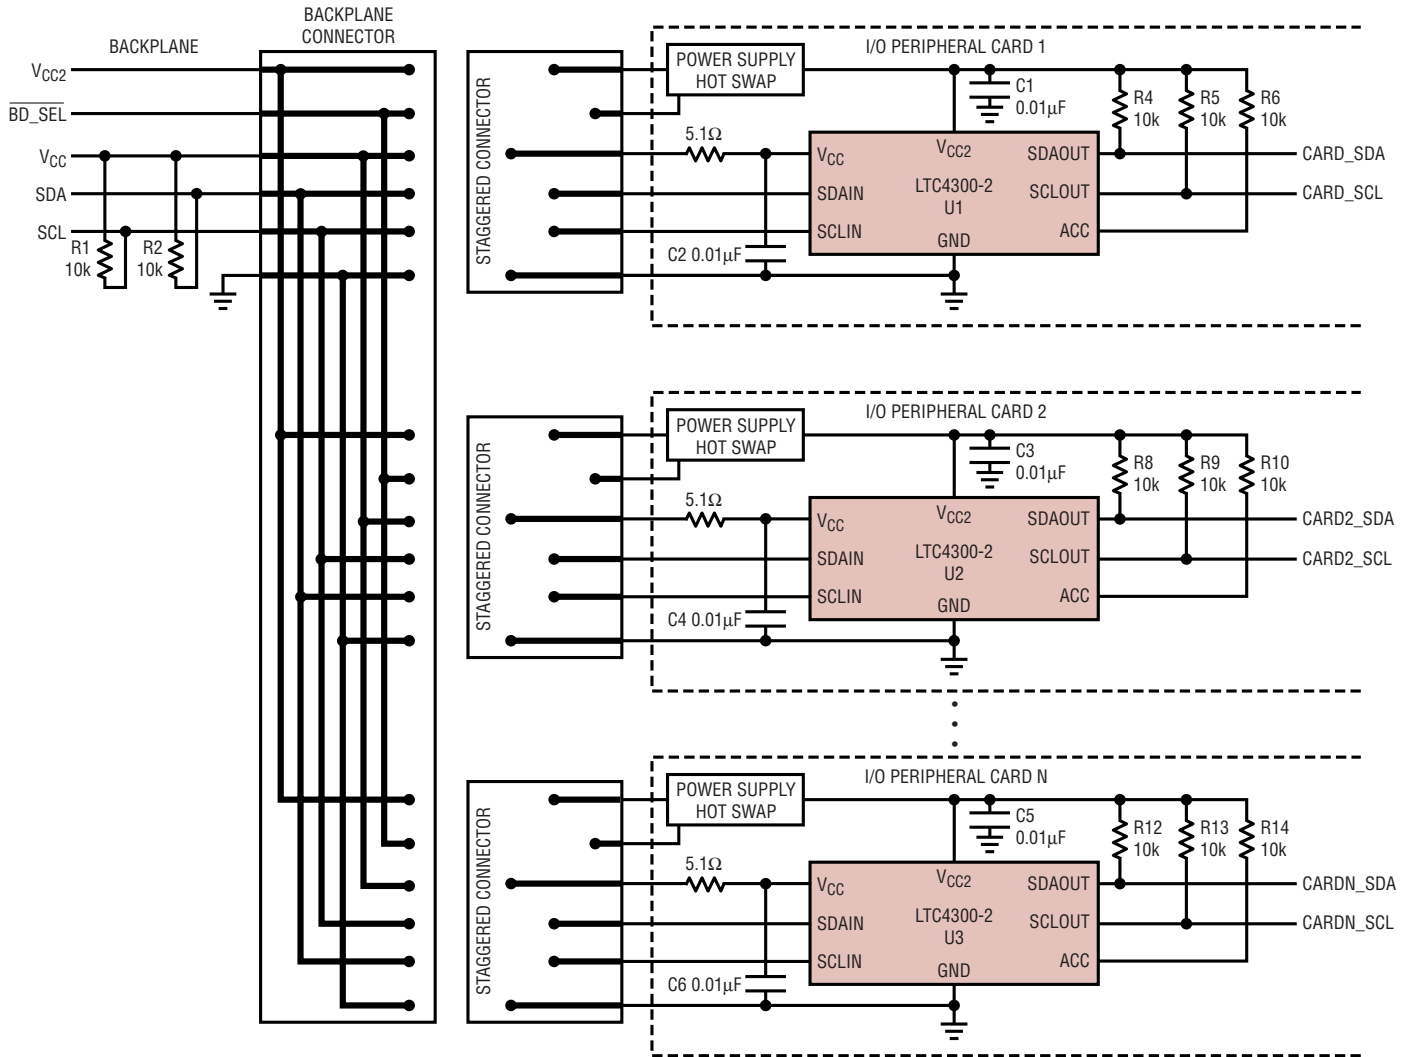 BACKPLANE
BACKPLANE
CONNECTOR
VCC2
BD_SEL
VCC
SDA
SCL
R1
10k
R2
10k
STAGGERED CONNECTOR
I/O PERIPHERAL CARD 1
POWER SUPPLY
HOT SWAP
C1
0.01μF
R4
10k
R5
10k
R6
10k
5.1Ω
C2 0.01μF
VCC
VCC2
SDAOUT
SDAIN
LTC4300-2
U1
SCLOUT
SCLIN
GND
ACC
CARD_SDA
CARD_SCL
STAGGERED CONNECTOR
I/O PERIPHERAL CARD 2
POWER SUPPLY
HOT SWAP
C3
0.01μF
R8
10k
R9
10k
R10
10k
5.1Ω
C4 0.01μF
VCC
VCC2
SDAOUT
SDAIN
LTC4300-2
U2
SCLOUT
SCLIN
GND
ACC
CARD2_SDA
CARD2_SCL
STAGGERED CONNECTOR
I/O PERIPHERAL CARD N
POWER SUPPLY
HOT SWAP
C5
0.01μF
R12
10k
R13
10k
R14
10k
5.1Ω
C6 0.01μF
VCC
VCC2
SDAOUT
SDAIN
LTC4300-2
U3
SCLOUT
SCLIN
GND
ACC
CARDN_SDA
CARDN_SCL